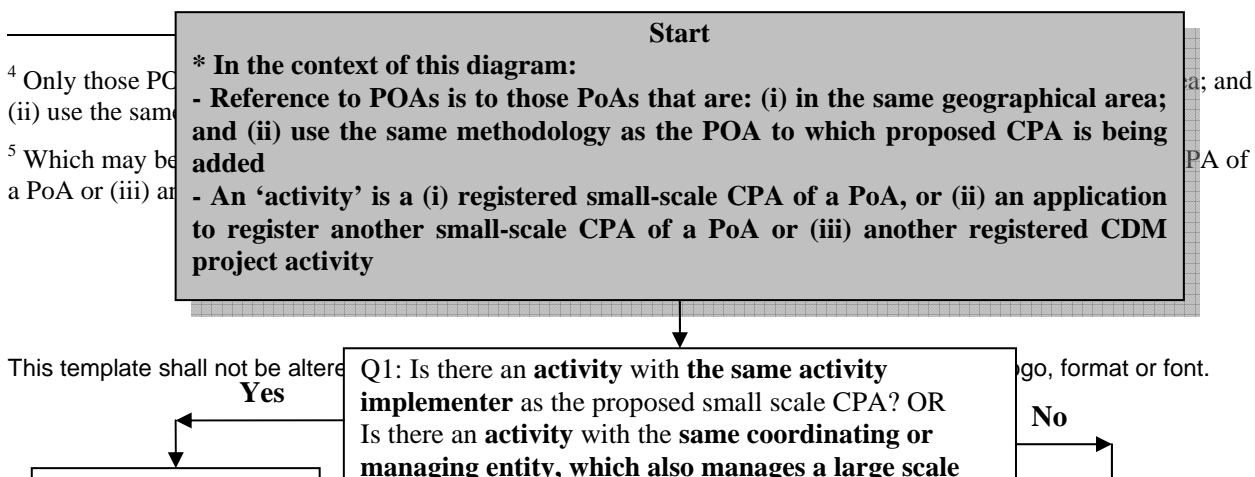 Start
* In the context of this diagram:
- Reference to POAs is to those PoAs that are: (i) in the same geographical area;
and (ii) use the same methodology as the POA to which proposed CPA is being
added
- An ‘activity’ is a (i) registered small-scale CPA of a PoA, or (ii) an application
to register another small-scale CPA of a PoA or (iii) another registered CDM
project activity
4 Only those PO
ea; and
(ii) use the same
5 Which may be
PA of
a PoA or (iii) an
This template shall not be altere
ogo, format or font.
Q1: Is there an activity with the same activity
implementer as the proposed small scale CPA? OR
Is there an activity with the same coordinating or
managing entity, which also manages a large scale
Yes
No